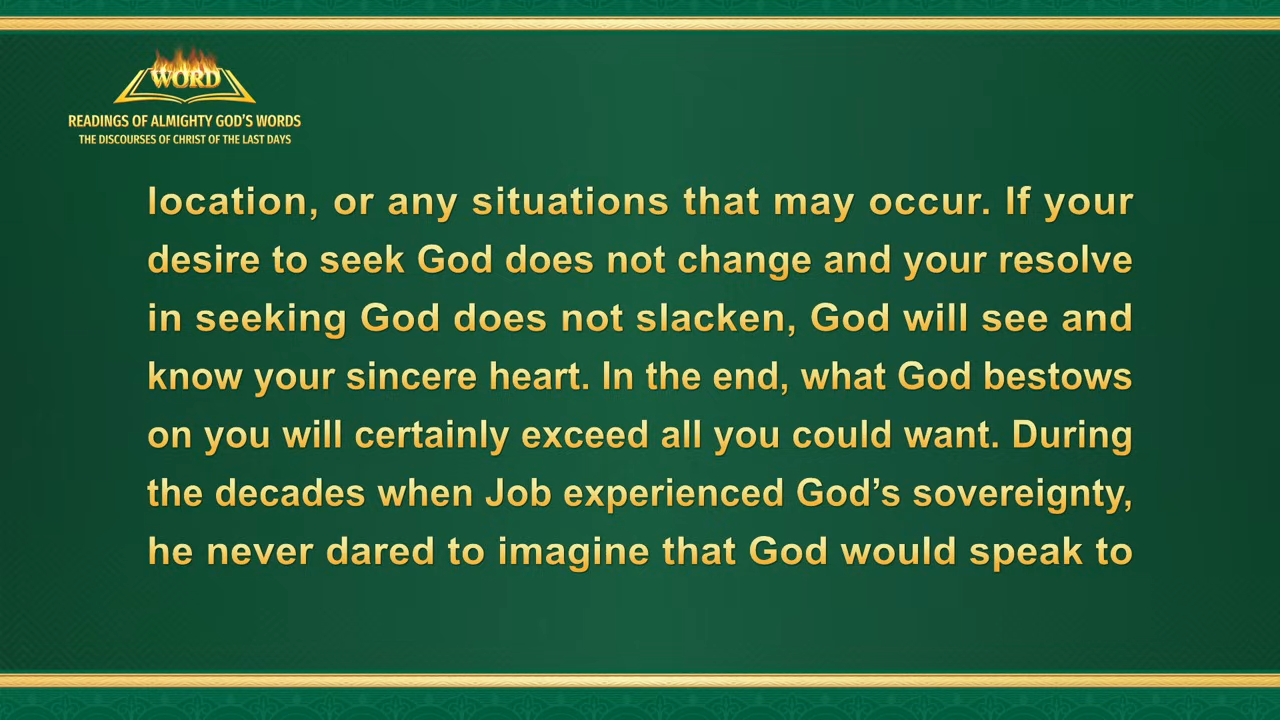 WORD
READINGS OF ALMIGHTY GOD'S WORDS
THE DISCOURSES OF CHRIST OF THE LAST DAYS
location, or any situations that may occur. If your
desire to seek God does not change and your resolve
in seeking God does not slacken, God will see and
know your sincere heart. In the end, what God bestows
on you will certainly exceed all you could want. During
the decades when Job experienced God’s sovereignty,
he never dared to imagine that God would speak to